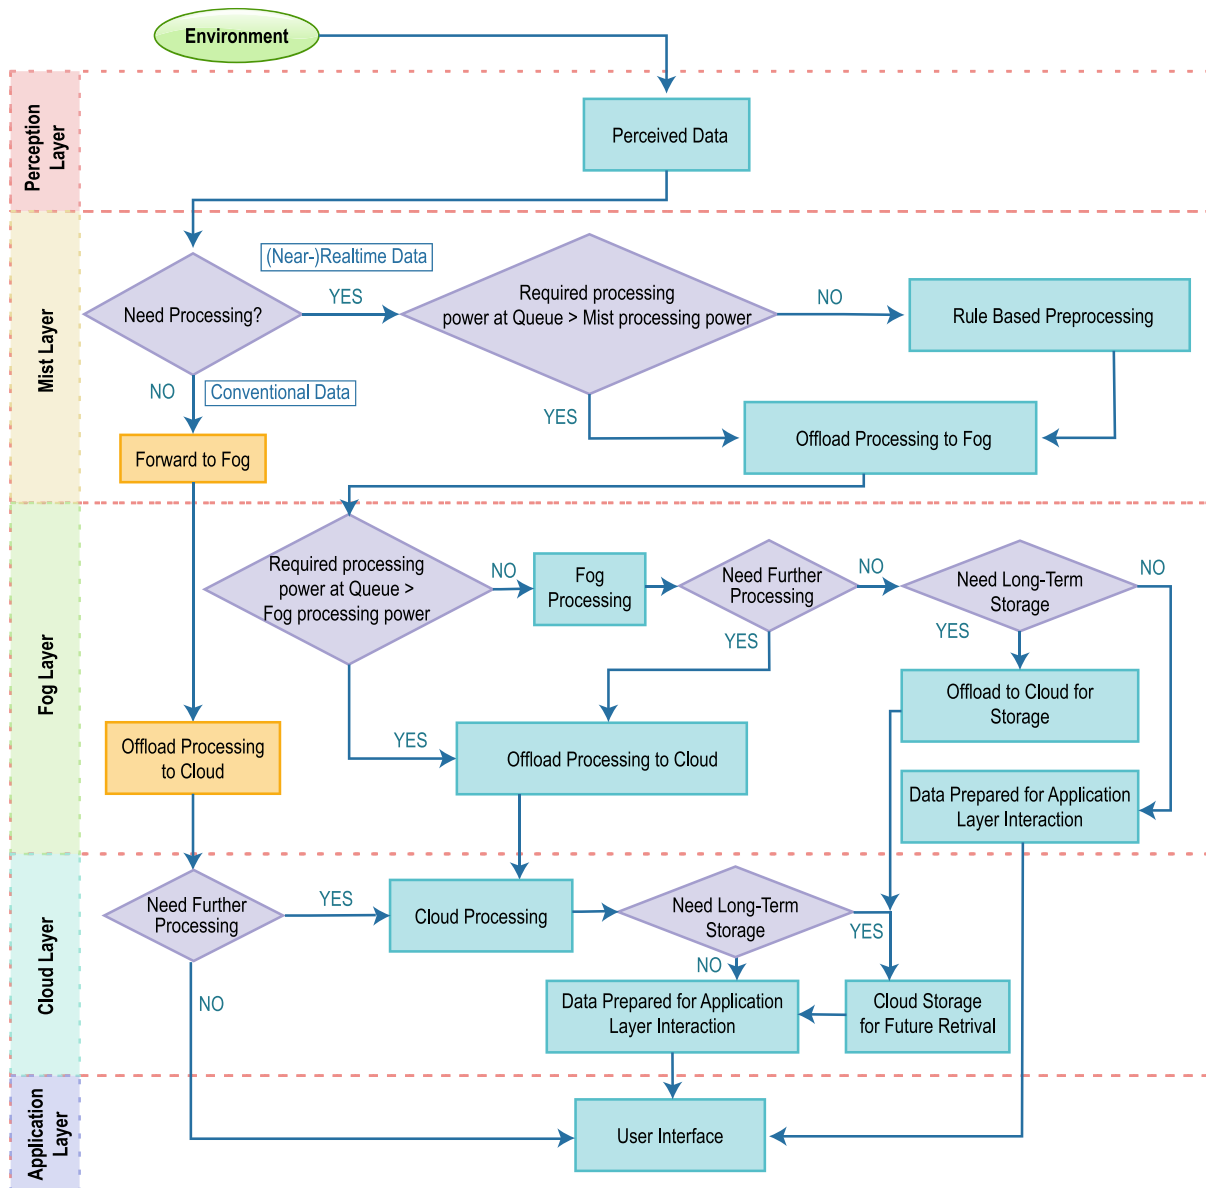 Environment
Perception
Layer
Perceived Data
Mist Layer
(Near-)Realtime Data
Need Processing?
YES
Required processing
power at Queue > Mist processing power
NO
Rule Based Preprocessing
NO
Conventional Data
YES
Offload Processing to Fog
Forward to Fog
Fog Layer
Required processing
power at Queue >
Fog processing power
NO
Fog
Processing
Need Further
Processing
NO
Need Long-Term
Storage
NO
YES
YES
Offload to Cloud for
Storage
Offload Processing
to Cloud
YES
Offload Processing to Cloud
Data Prepared for Application
Layer Interaction
Cloud Layer
Need Further
Processing
YES
Cloud Processing
Need Long-Term
Storage
YES
NO
NO
Data Prepared for Application
Layer Interaction
Cloud Storage
for Future Retrival
Application
Layer
User Interface